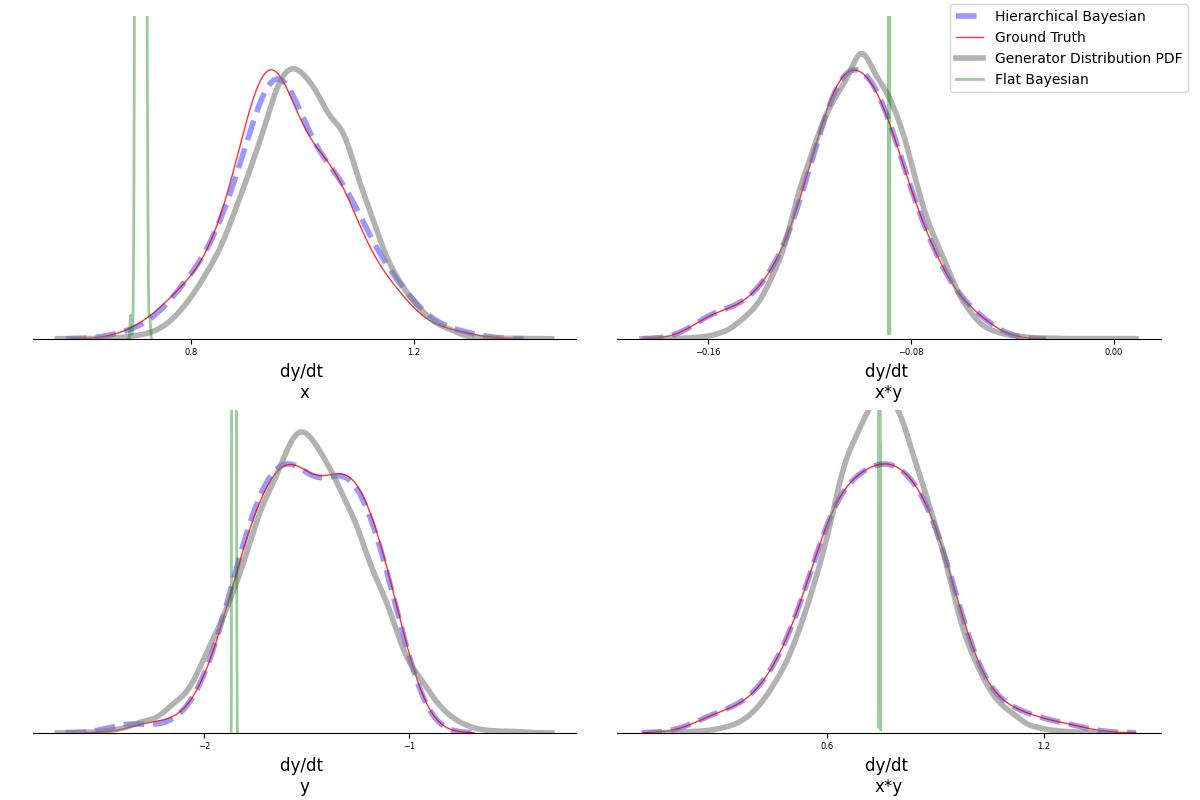 Hierarchical Bayesian
Ground Truth
Generator Distribution PDF
Flat Bayesian
0.8
1.2
dy/dt
x
−0.16
−0.08
0.00
dy/dt
x*y
−2
−1
dy/dt
y
0.6
1.2
dy/dt
x*y